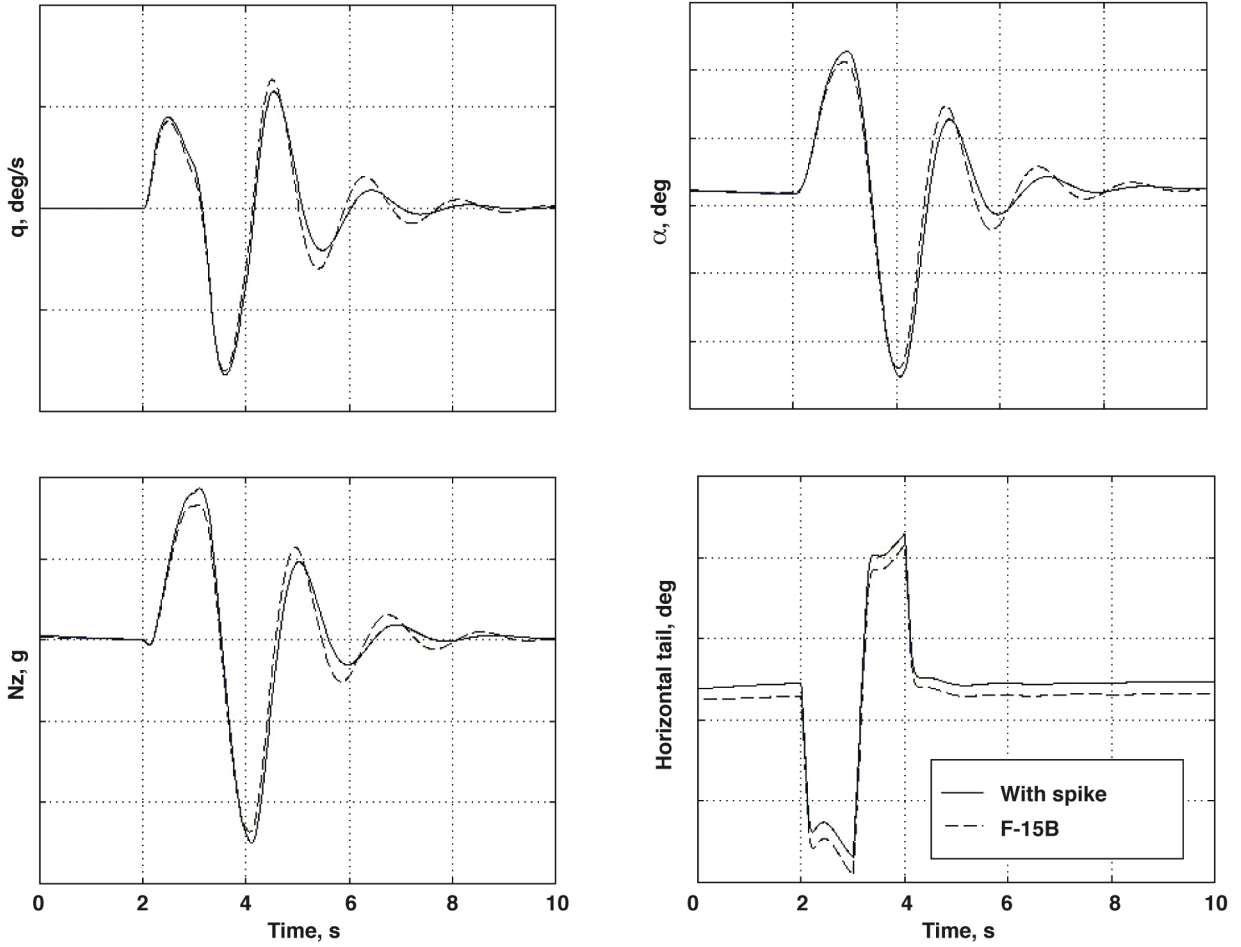 q, deg/s
α, deg
Nz, g
0 2 4 6 8 10
Time, s
Horizontal tail, deg
With spike
F-15B
0 2 4 6 8 10
Time, s